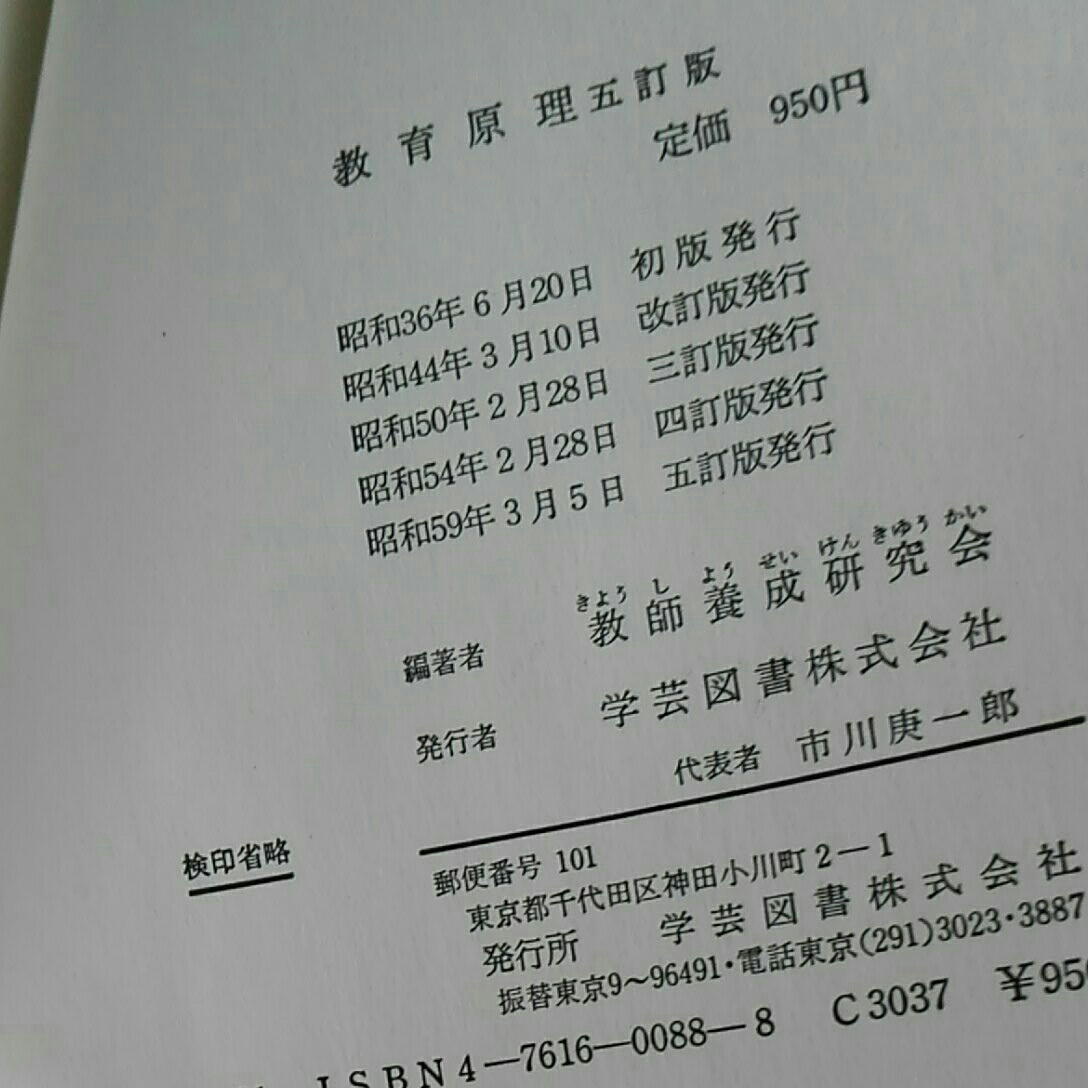 教育原理五訂版
定価 950円
昭和36年6月20日 初版発行
昭和44年3月10日 改訂版発行
昭和50年2月28日 三訂版発行
昭和54年2月28日 四訂版発行
昭和59年3月5日 五訂版発行
きようしようせいけんきゆうかい
編著者 教師養成研究会
発行者 学芸図書株式会社
代表者 市川庚一郎
検印省略
郵便番号 101
東京都千代田区神田小川町2―1
発行所 学芸図書株式会社
振替東京9〜96491・電話東京(291)3023・3887
ISBN4―7616―0088―8 C3037 ¥950